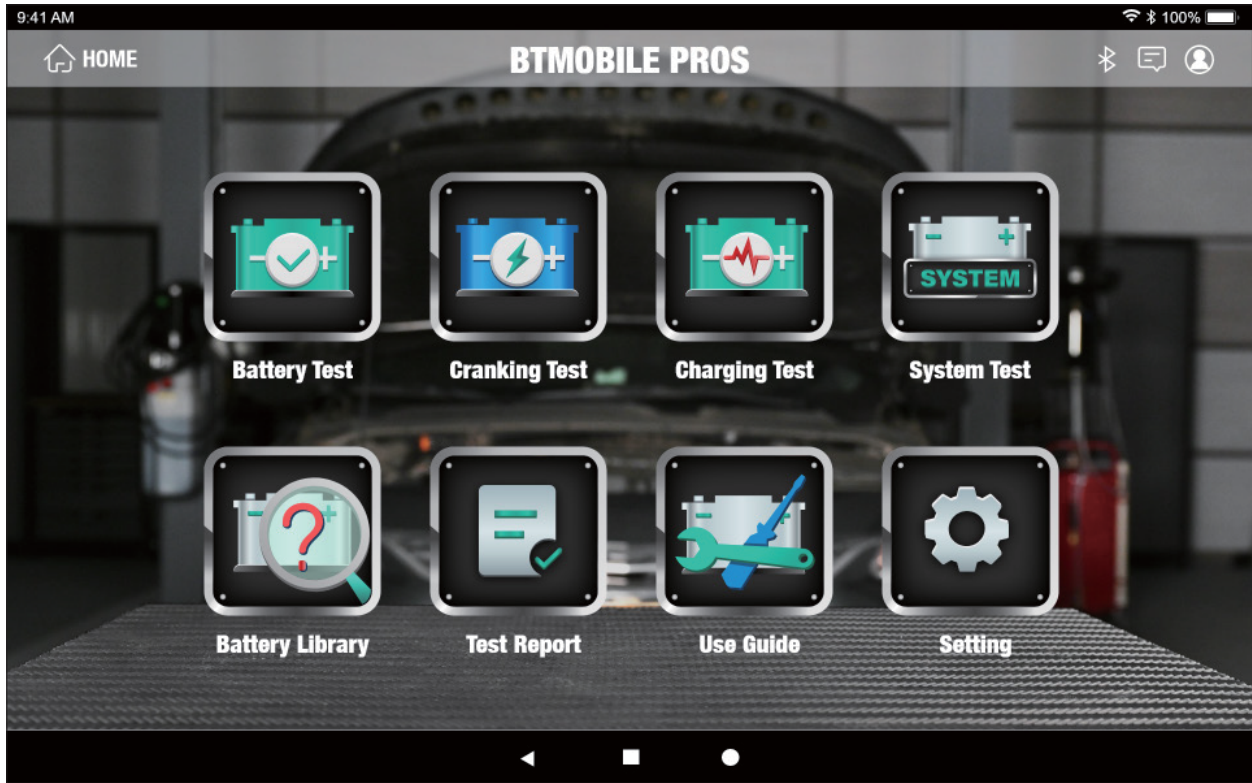 9:41 AM 100%
HOME BTMOBILE PROS
SYSTEM
Battery Test Cranking Test Charging Test System Test
Battery Library Test Report Use Guide Setting